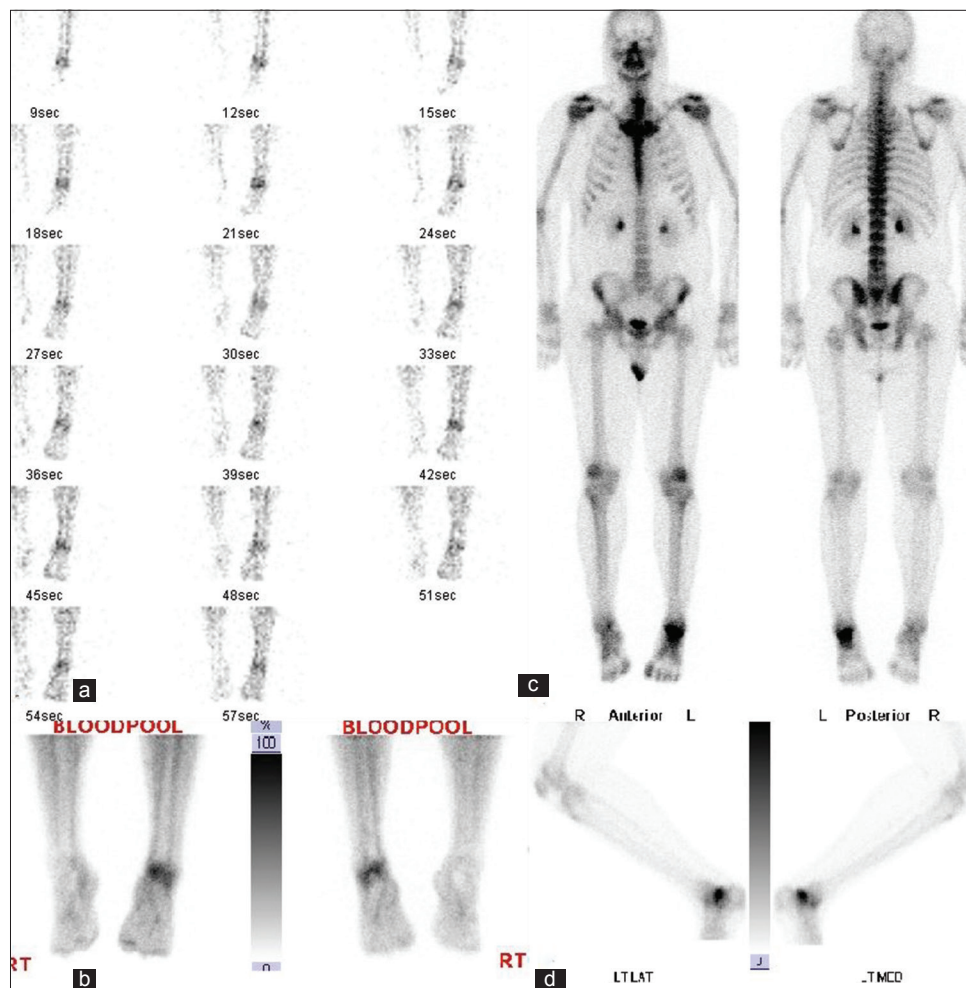 c
9sec 12sec 15sec
18sec 21sec 24sec
27sec 30sec 33sec
36sec 39sec 42sec
45sec 48sec 51sec
a
54sec 57sec
c
R Anterior L L Posterior R
BLOODPOOL % BLOODPOOL
100
RT b 0 RT d
LT LAT LT MED